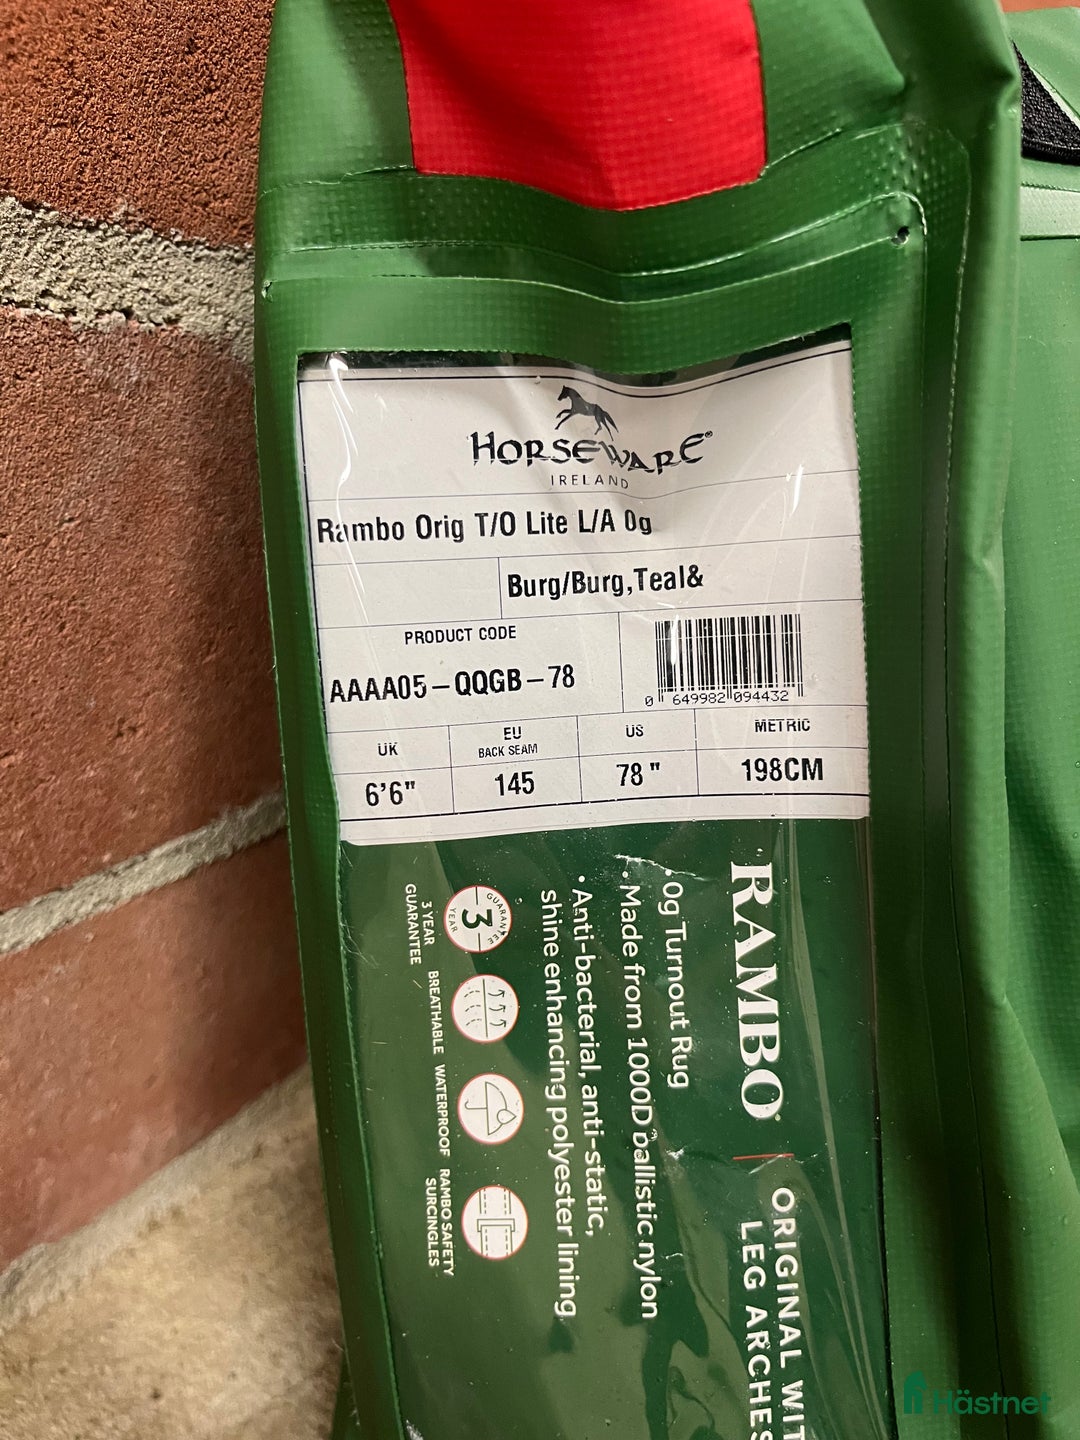 HORSEWARE®
IRELAND
Rambo Orig T/O Lite L/A 0g
Burg/Burg,Teal&
PRODUCT CODE
AAAA05-QQGB-78
0 649982 094432
UK
EU
BACK SEAM
US
METRIC
6'6"
145
78"
198CM
RAMBO
ORIGINAL WIT
LEG ARCHES
• 0g Turnout Rug
• Made from 1000D ballistic nylon
• Anti-bacterial, anti-static,
shine enhancing polyester lining
GUARANTEE
3
YEAR
3 YEAR
GUARANTEE
BREATHABLE
WATERPROOF
RAMBO SAFETY
SURCINGLES
Hästnet